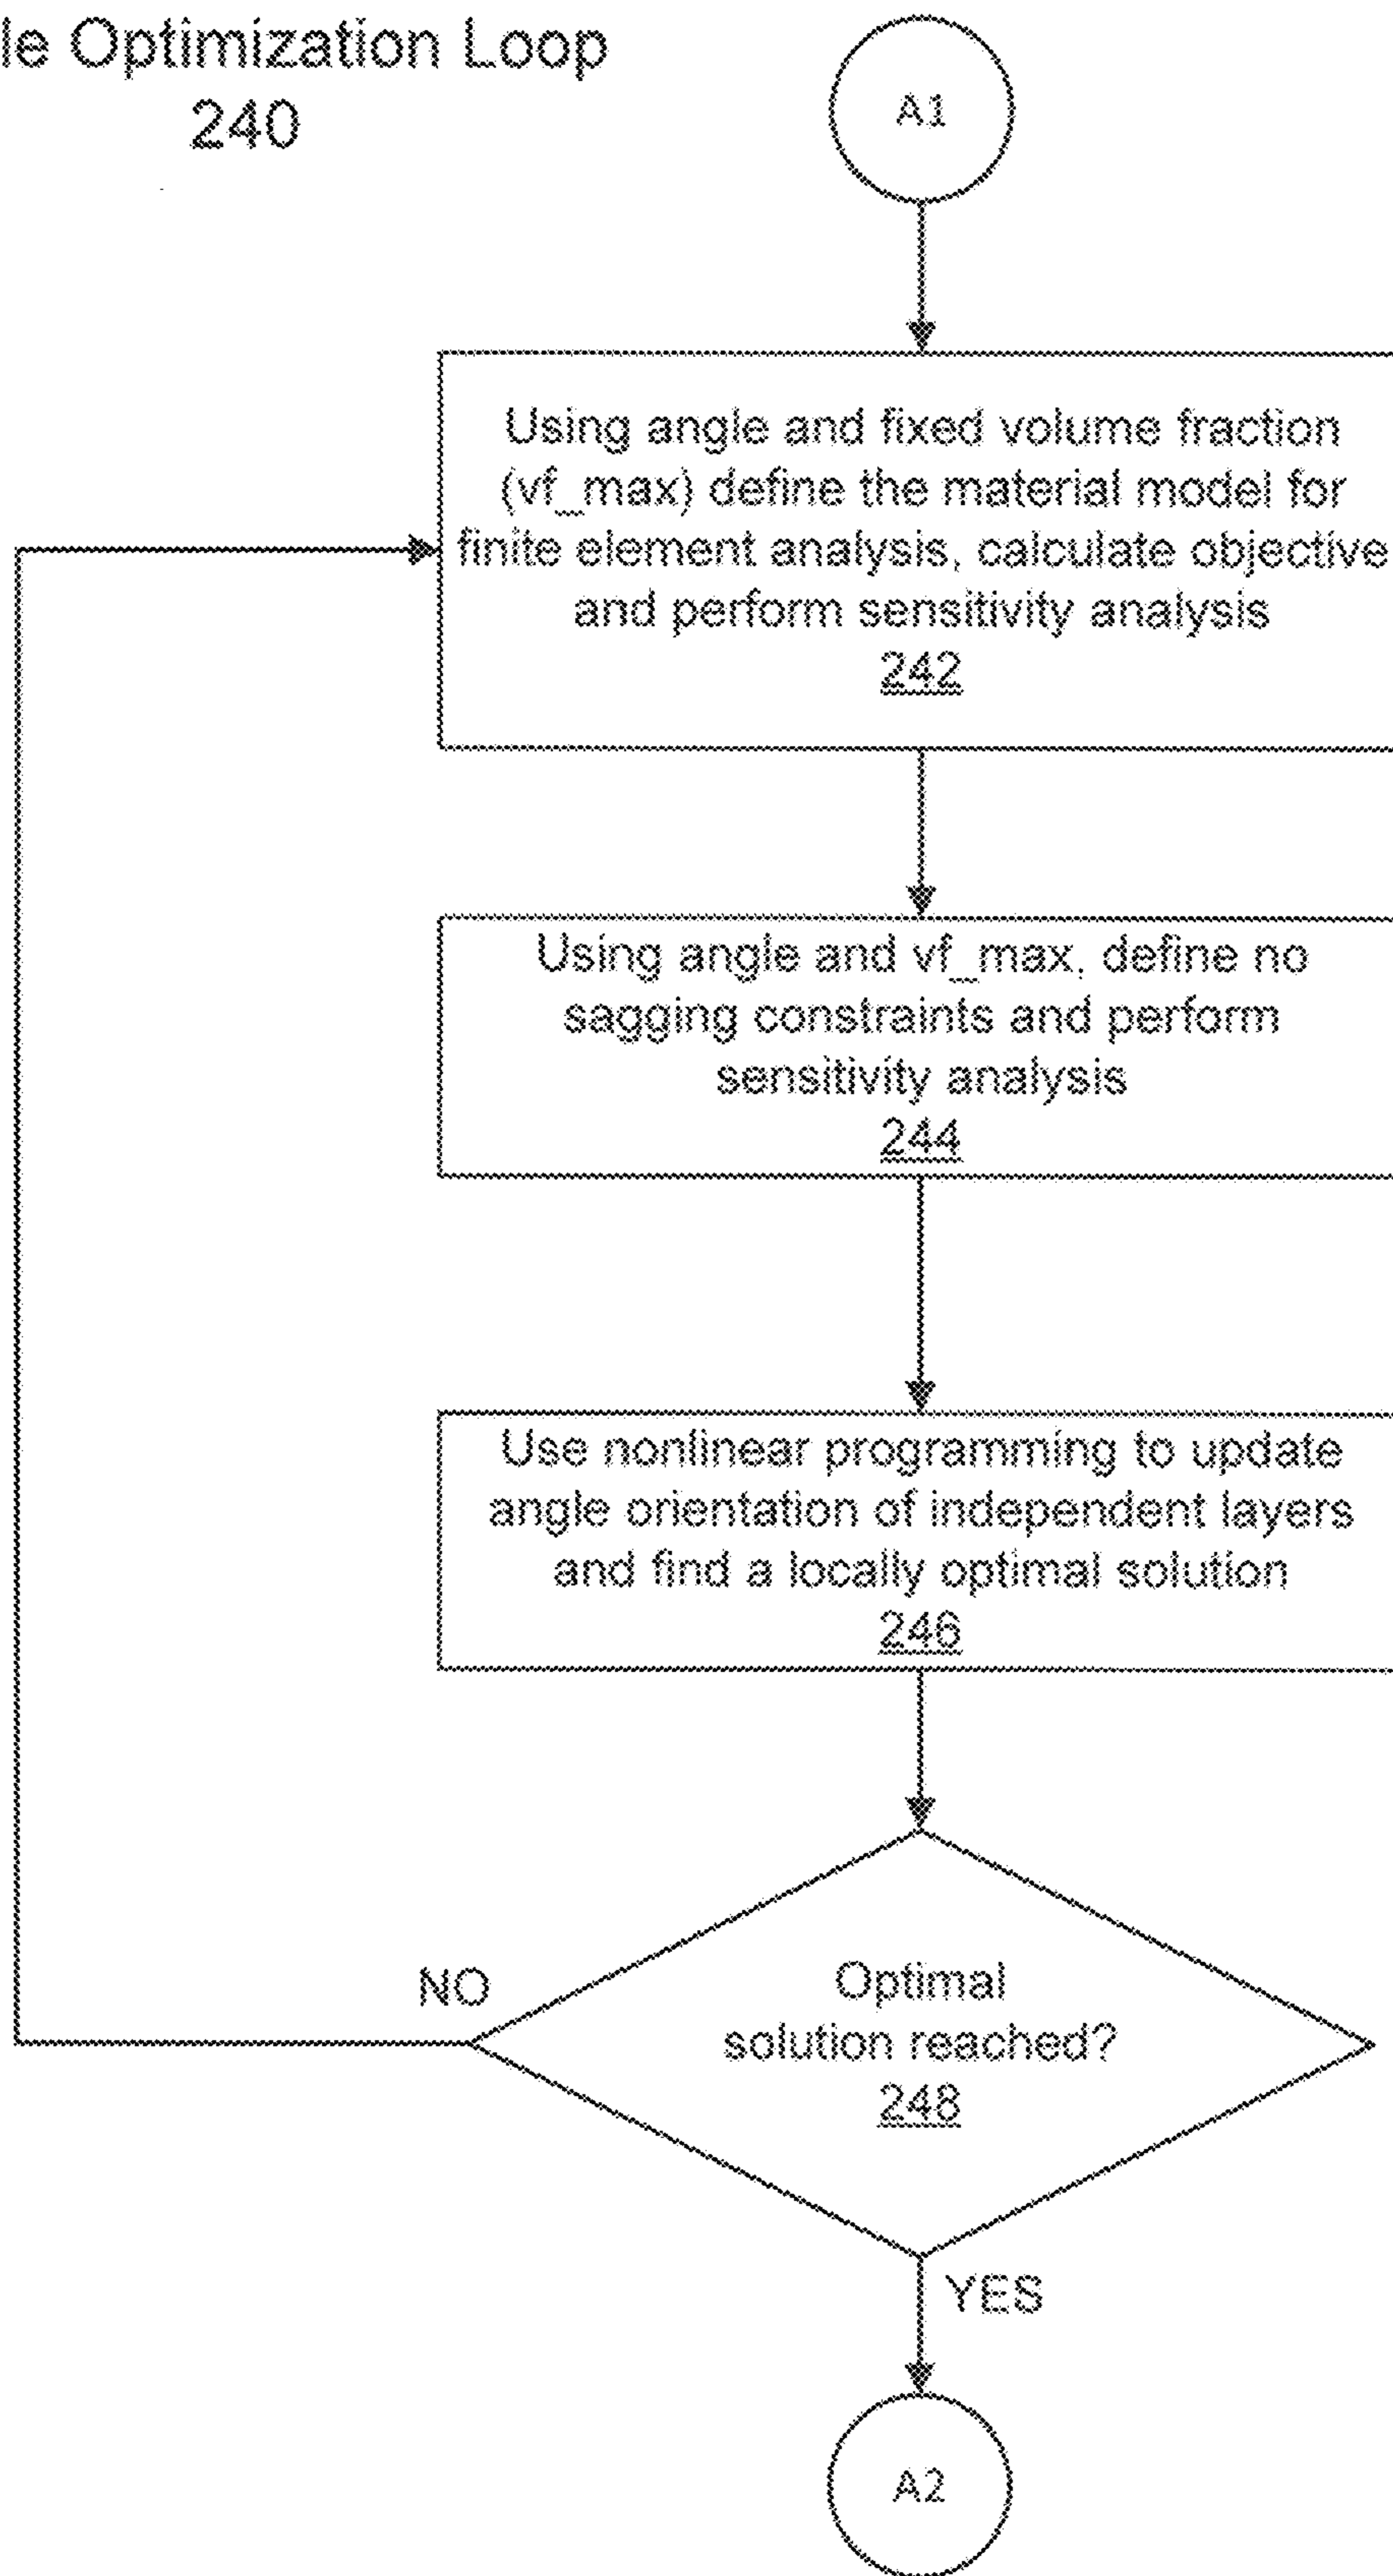 le Optimization Loop
240
A1
Using angle and fixed volume fraction
(vf_max) define the material model for
finite element analysis, calculate objective
and perform sensitivity analysis
242
Using angle and vf_max, define no
sagging constraints and perform
sensitivity analysis
244
Use nonlinear programming to update
angle orientation of independent layers
and find a locally optimal solution
246
NO
Optimal
solution reached?
248
YES
A2